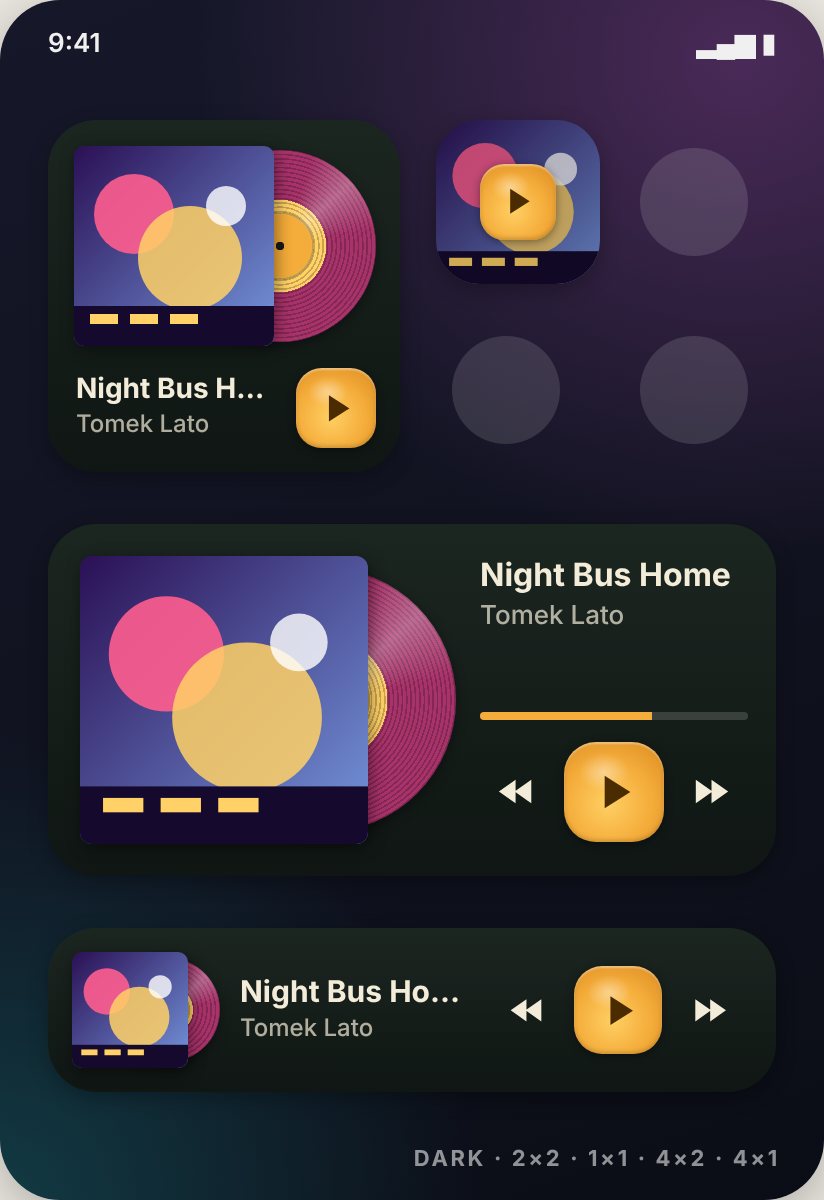 9:41
Night Bus H…
Tomek Lato
Night Bus Home
Tomek Lato
Night Bus Ho…
Tomek Lato
DARK · 2×2 · 1×1 · 4×2 · 4×1